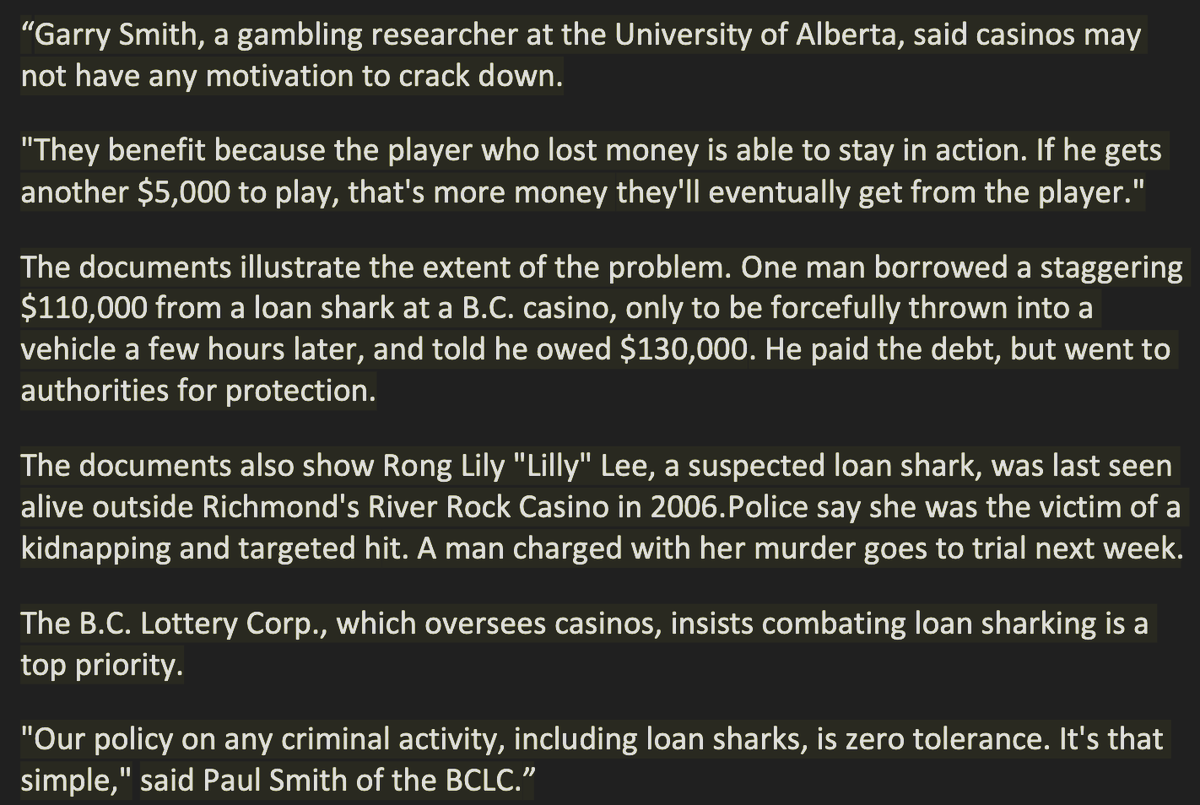 “Garry Smith, a gambling researcher at the University of Alberta, said casinos may
not have any motivation to crack down.
"They benefit because the player who lost money is able to stay in action. If he gets
another $5,000 to play, that's more money they'll eventually get from the player."
The documents illustrate the extent of the problem. One man borrowed a staggering
$110,000 from a loan shark at a B.C. casino, only to be forcefully thrown into a
vehicle a few hours later, and told he owed $130,000. He paid the debt, but went to
authorities for protection.
The documents also show Rong Lily "Lilly" Lee, a suspected loan shark, was last seen
alive outside Richmond's River Rock Casino in 2006.Police say she was the victim of a
kidnapping and targeted hit. A man charged with her murder goes to trial next week.
The B.C. Lottery Corp., which oversees casinos, insists combating loan sharking is a
top priority.
"Our policy on any criminal activity, including loan sharks, is zero tolerance. It's that
simple," said Paul Smith of the BCLC.”